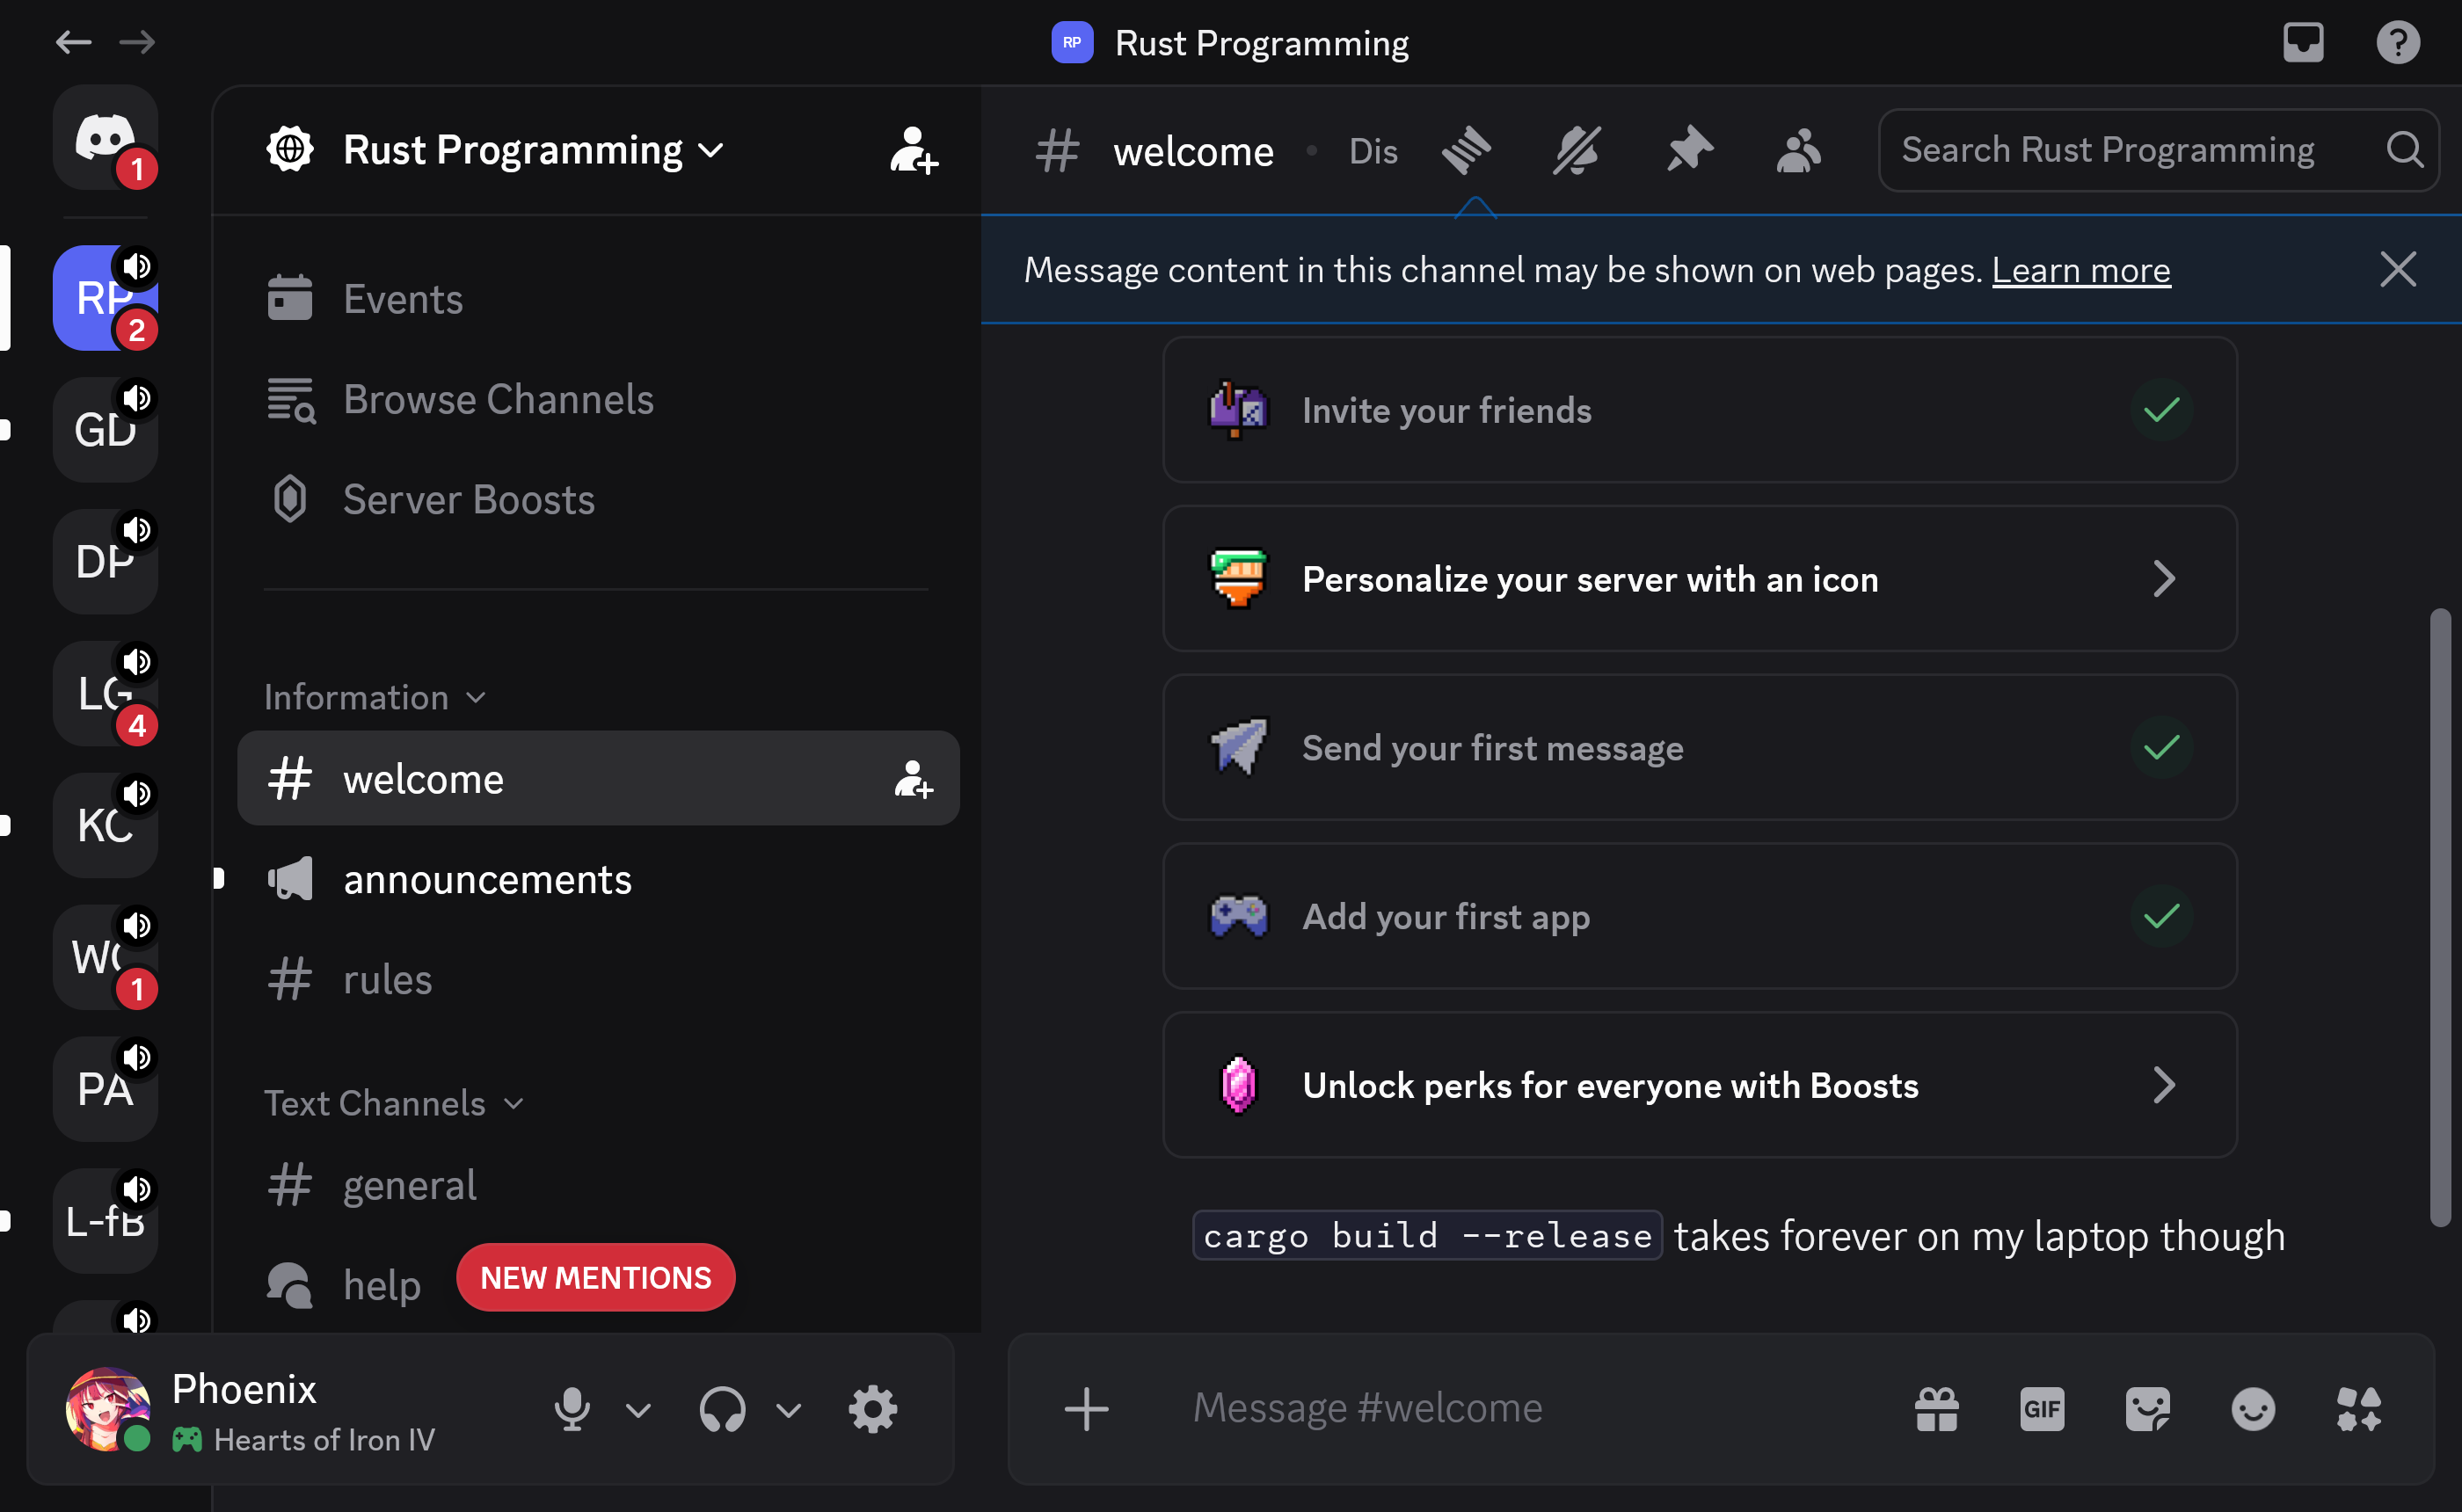 RP Rust Programming
1
RP
2
GD
DP
LG
4
KC
1
PA
L-fB
Rust Programming
Events
Browse Channels
Server Boosts
Information
welcome
announcements
rules
Text Channels
general
help
NEW MENTIONS
Phoenix
Hearts of Iron IV
welcome • Dis
Search Rust Programming
Message content in this channel may be shown on web pages. Learn more
Invite your friends
Personalize your server with an icon
Send your first message
Add your first app
Unlock perks for everyone with Boosts
cargo build --release takes forever on my laptop though
Message #welcome
GIF